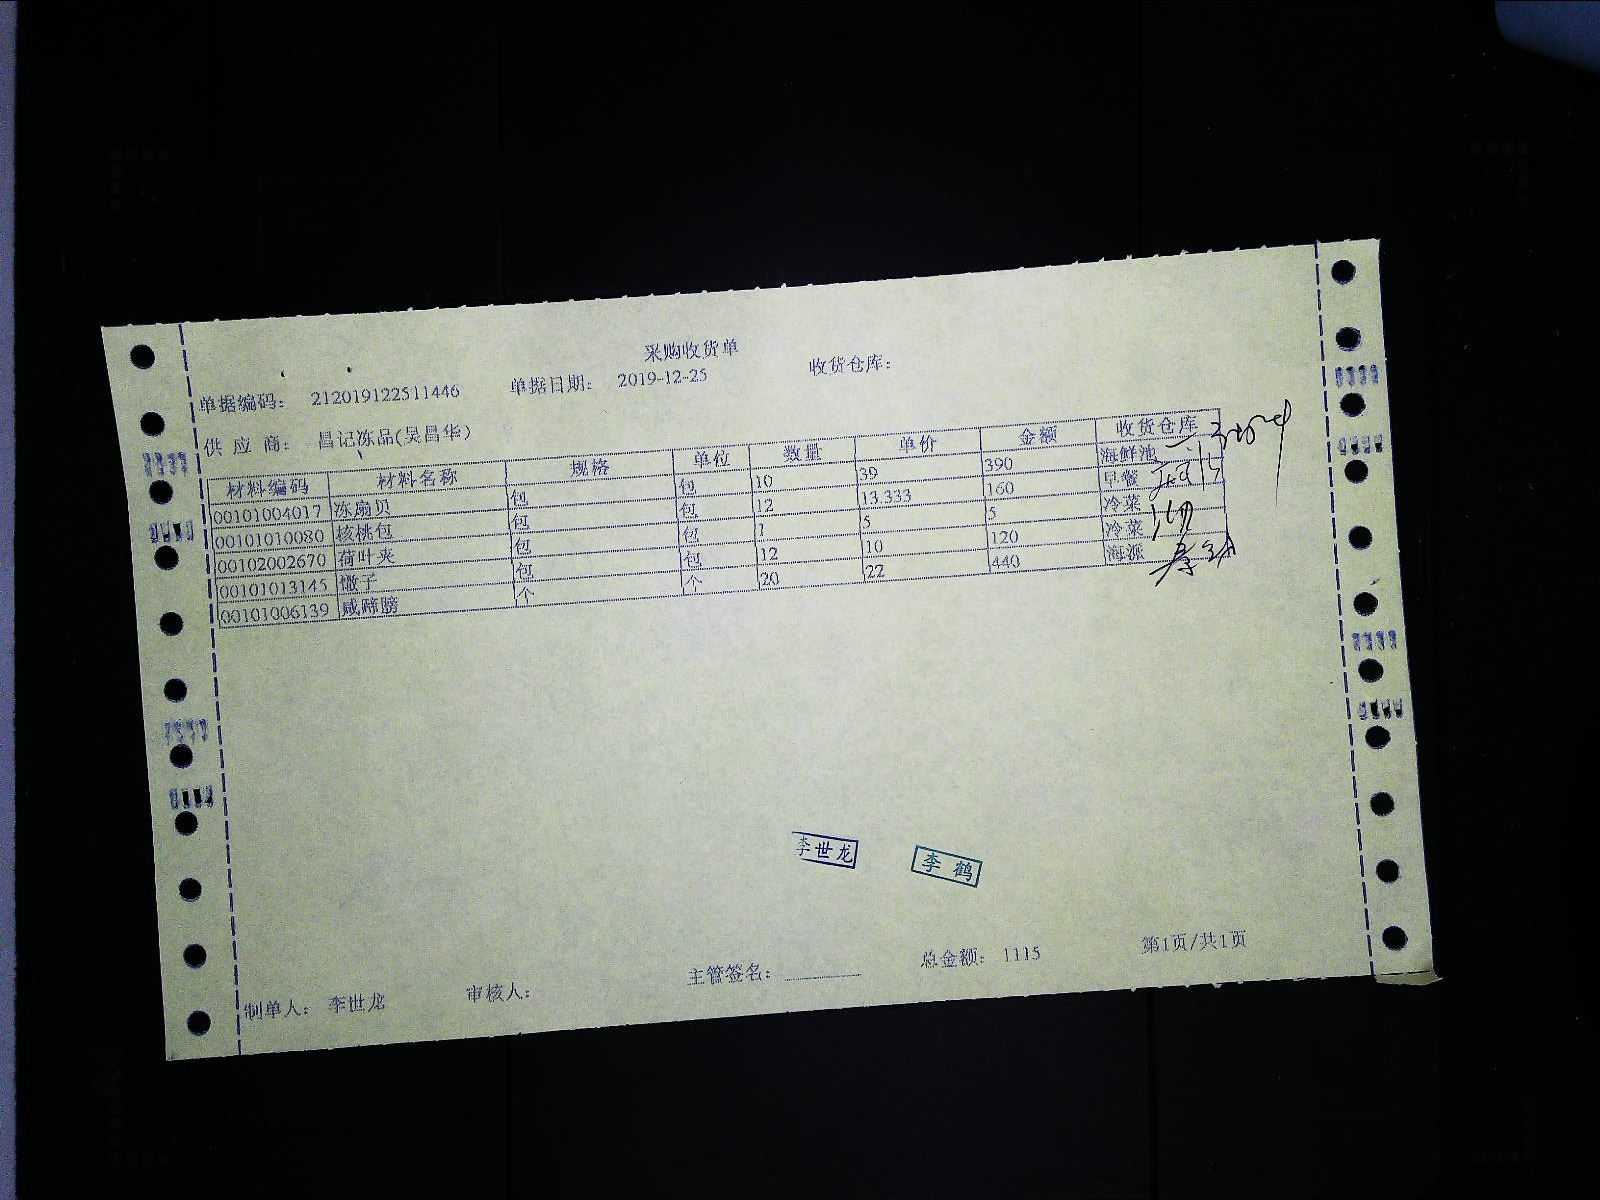 采购收货单
单据编码： 212019122511446 单据日期： 2019-12-25 收货仓库：
供 应 商： 昌记冻品(吴昌华)
材料编码 材料名称 规格 单位 数量 单价 金额 收货仓库
00101004017 冻扇贝 包 包 10 39 390 海鲜池
00101010080 核桃包 包 包 12 13.333 160 早餐
00102002670 荷叶夹 包 包 1 5 5 冷菜
00101013145 馓子 包 包 12 10 120 冷菜
00101006139 咸蹄膀 个 个 20 22 440 海派
李世龙 李鹤
制单人： 李世龙 审核人： 主管签名： 总金额： 1115 第1页/共1页